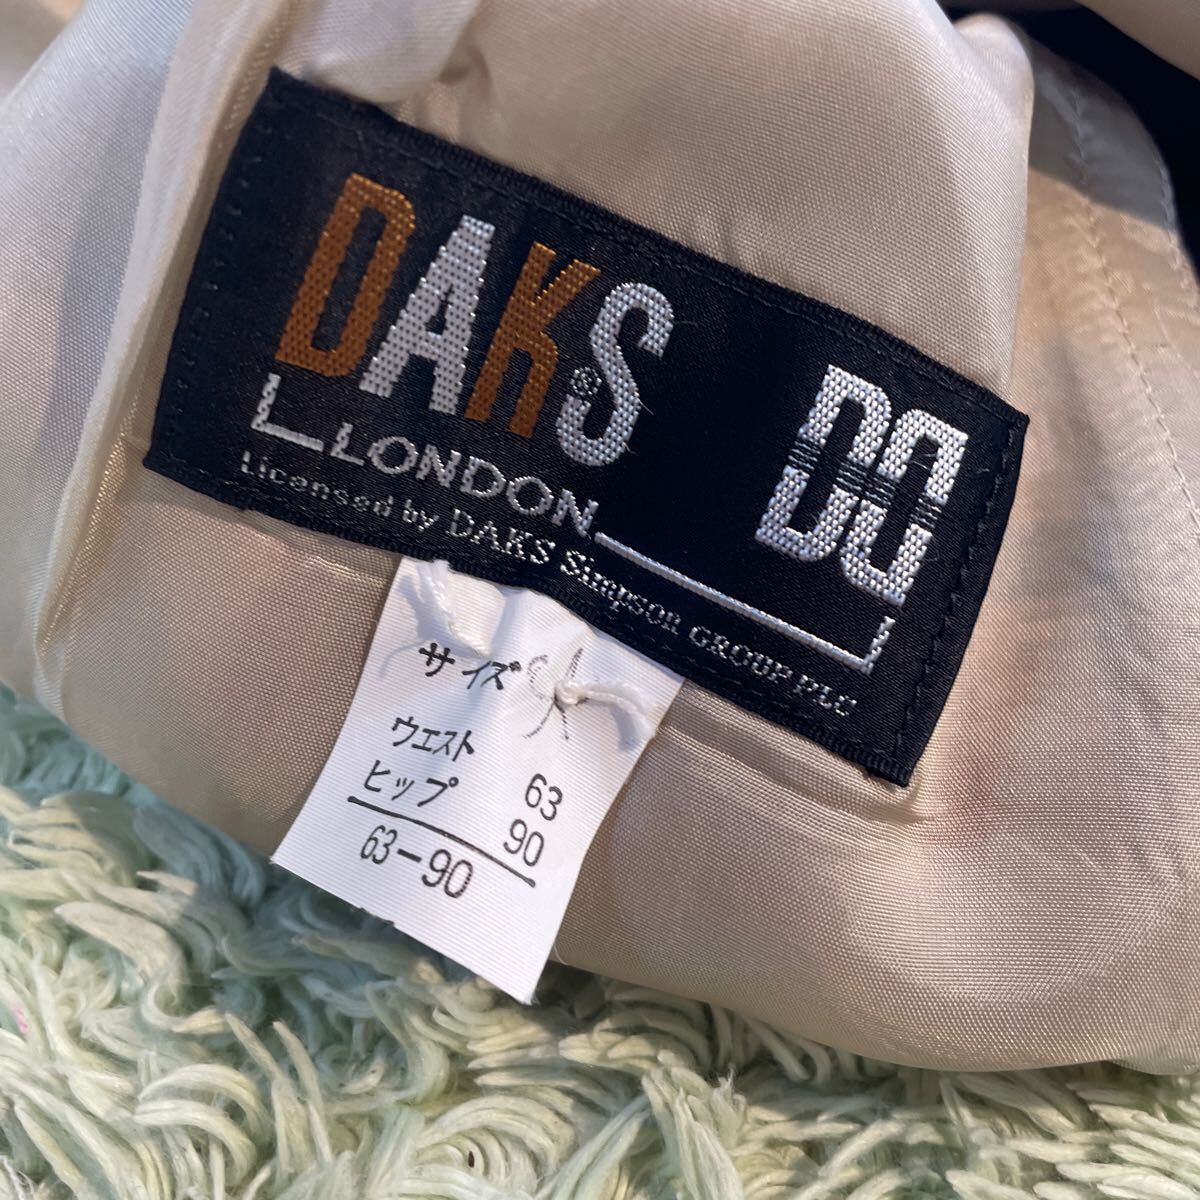 DAKS®
DD
LONDON
Licensed by DAKS Simpson GROUP PLC
サイズ
ウエスト 63
ヒップ 90
63-90